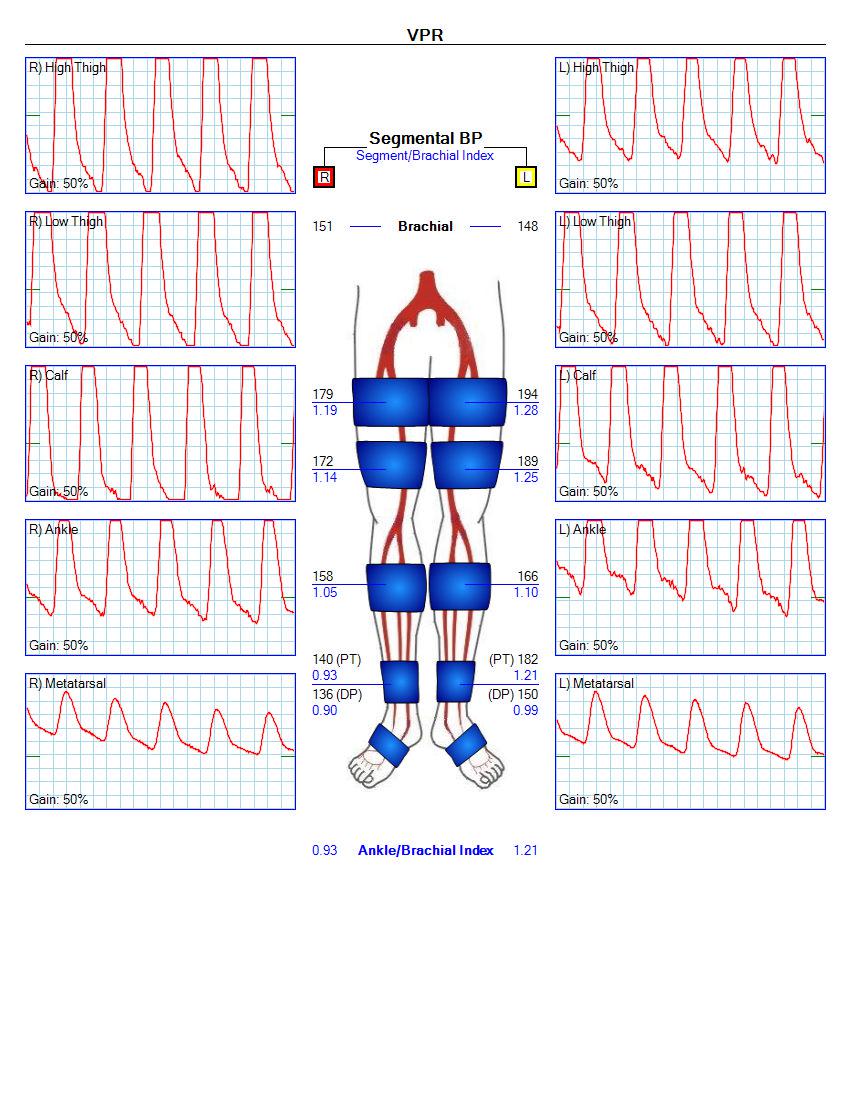 VPR
R) High Thigh
Gain: 50%
R) Low Thigh
Gain: 50%
R) Calf
Gain: 50%
R) Ankle
Gain: 50%
R) Metatarsal
Gain: 50%
Segmental BP
Segment/Brachial Index
R L
151 Brachial 148
179 194
1.19 1.28
172 189
1.14 1.25
158 166
1.05 1.10
140 (PT) (PT) 182
0.93 1.21
136 (DP) (DP) 150
0.90 0.99
0.93 Ankle/Brachial Index 1.21
L) High Thigh
Gain: 50%
L) Low Thigh
Gain: 50%
L) Calf
Gain: 50%
L) Ankle
Gain: 50%
L) Metatarsal
Gain: 50%